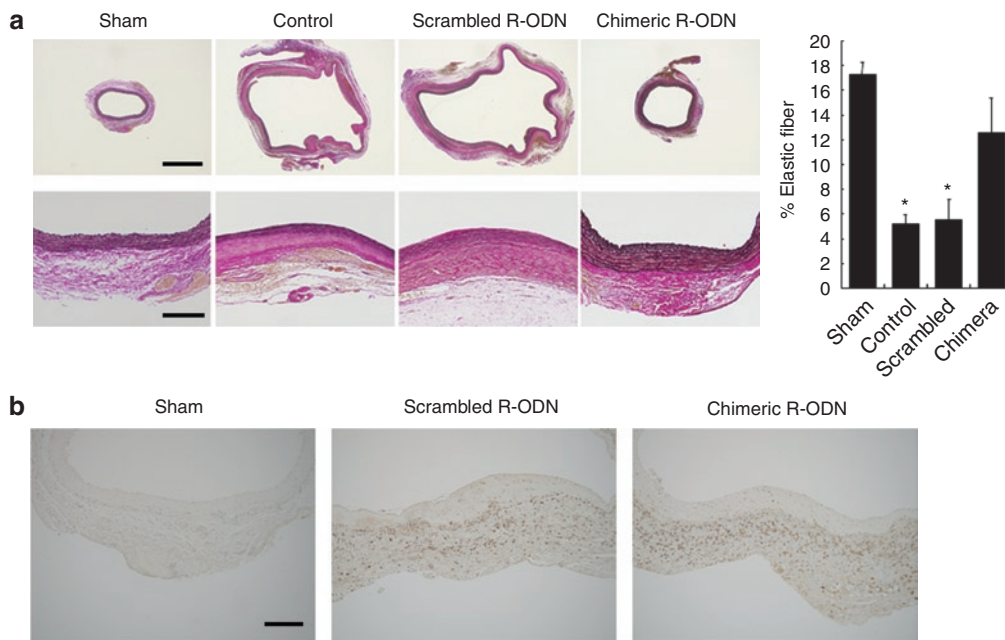 a
Sham
Control
Scrambled R-ODN
Chimeric R-ODN
% Elastic fiber
20
18
16
14
12
10
8
6
4
2
0
*
*
Sham
Control
Scrambled
Chimera
b
Sham
Scrambled R-ODN
Chimeric R-ODN